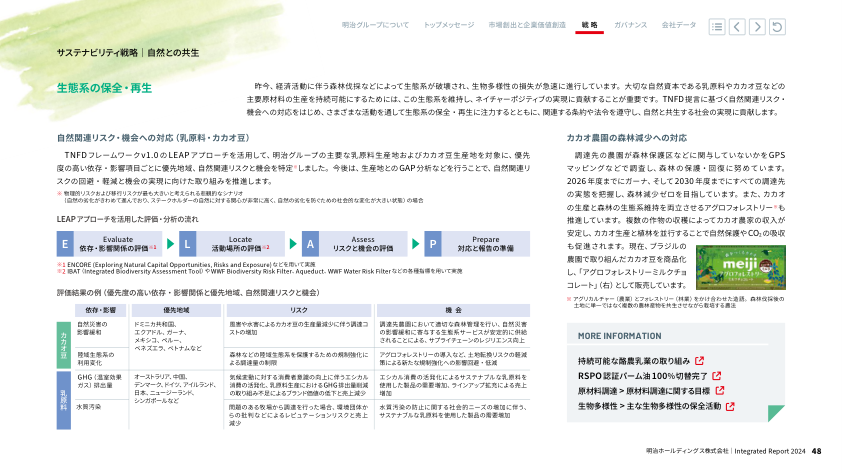 明治グループについて トップメッセージ 市場創出と企業価値創造 戦略 ガバナンス 会社データ
サステナビリティ戦略｜自然との共生
生態系の保全・再生
昨今、経済活動に伴う森林伐採などによって生態系が破壊され、生物多様性の損失が急速に進行しています。大切な自然資本である乳原料やカカオ豆などの
主要原材料の生産を持続可能にするためには、この生態系を維持し、ネイチャーポジティブの実現に貢献することが重要です。TNFD提言に基づく自然関連リスク・
機会への対応をはじめ、さまざまな活動を通して生態系の保全・再生に注力するとともに、関連する条約や法令を遵守し、自然と共生する社会の実現に貢献します。
自然関連リスク・機会への対応（乳原料・カカオ豆）
TNFDフレームワークv1.0のLEAPアプローチを活用して、明治グループの主要な乳原料生産地およびカカオ豆生産地を対象に、優先
度の高い依存・影響項目ごとに優先地域、自然関連リスクと機会を特定※しました。今後は、生産地とのGAP分析などを行うことで、自然関連リ
スクの回避・軽減と機会の実現に向けた取り組みを推進します。
※ 物理的リスクおよび移行リスクが最も大きいと考えられる悲観的なシナリオ
（自然の劣化がきわめて進んでおり、ステークホルダーの自然に対する関心が非常に高く、自然の劣化を防ぐための社会的な変化が大きい状態）の場合
LEAPアプローチを活用した評価・分析の流れ
E Evaluate 依存・影響関係の評価※1
L Locate 活動場所の評価※2
A Assess リスクと機会の評価
P Prepare 対応と報告の準備
※1 ENCORE (Exploring Natural Capital Opportunities, Risks and Exposure)などを用いて実施
※2 IBAT (Integrated Biodiversity Assessment Tool) やWWF Biodiversity Risk Filter、Aqueduct、WWF Water Risk Filterなどの各種指標を用いて実施
評価結果の例（優先度の高い依存・影響関係と優先地域、自然関連リスクと機会）
依存・影響 優先地域 リスク 機会
カカオ豆
自然災害の
影響緩和
ドミニカ共和国、
エクアドル、ガーナ、
メキシコ、ペルー、
ベネズエラ、ベトナムなど
風害や水害によるカカオ豆の生産量減少に伴う調達コ
ストの増加
調達先農園において適切な森林管理を行い、自然災害
の影響緩和に寄与する生態系サービスが安定的に供給
されることによる、サプライチェーンのレジリエンス向上
陸域生態系の
利用変化
森林などの陸域生態系を保護するための規制強化によ
る調達量の制限
アグロフォレストリーの導入など、土地転換リスクの軽減
策による新たな規制強化への影響回避・低減
乳原料
GHG（温室効果
ガス）排出量
オーストラリア、中国、
デンマーク、ドイツ、アイルランド、
日本、ニュージーランド、
シンガポールなど
気候変動に対する消費者意識の向上に伴うエシカル
消費の活発化、乳原料生産におけるGHG排出量削減
の取り組み不足によるブランド価値の低下と売上減少
エシカル消費の活発化によるサステナブルな乳原料を
使用した製品の需要増加、ラインアップ拡充による売上
増加
水質汚染
問題のある牧場から調達を行った場合、環境団体か
らの批判などによるレピュテーションリスクと売上
減少
水質汚染の防止に関する社会的ニーズの増加に伴う、
サステナブルな乳原料を使用した製品の需要増加
カカオ農園の森林減少への対応
調達先の農園が森林保護区などに関与していないかをGPS
マッピングなどで調査し、森林の保護・回復に努めています。
2026年度までにガーナ、そして2030年度までにすべての調達先
の実態を把握し、森林減少ゼロを目指しています。また、カカオ
の生産と森林の生態系維持を両立させるアグロフォレストリー※も
推進しています。複数の作物の収穫によってカカオ農家の収入が
安定し、カカオ生産と植林を並行することで自然保護やCO2の吸収
も促進されます。現在、ブラジルの
農園で取り組んだカカオ豆を商品化
し、「アグロフォレストリーミルクチョ
コレート」（右）として販売しています。
meiji
アグロフォレストリー
※ アグリカルチャー（農業）とフォレストリー（林業）をかけ合わせた造語。森林伐採後の
土地に単一ではなく複数の農林産物を共生させながら栽培する農法
MORE INFORMATION
持続可能な酪農乳業の取り組み
RSPO認証パーム油100%切替完了
原材料調達 > 原材料調達に関する目標
生物多様性 > 主な生物多様性の保全活動
明治ホールディングス株式会社｜Integrated Report 2024 48